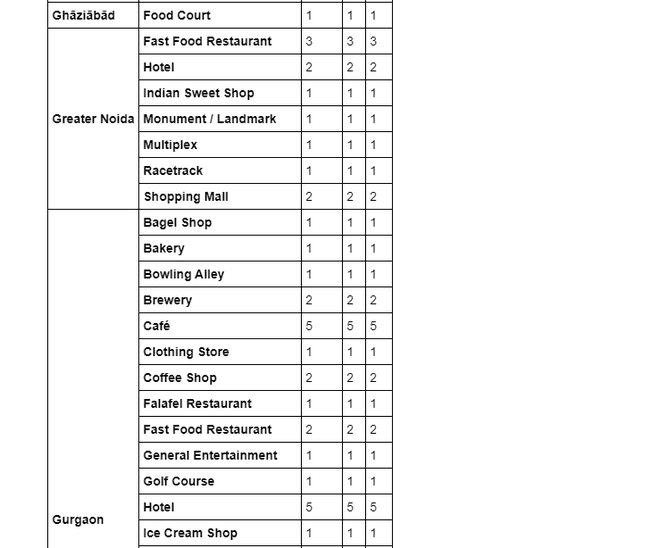 Ghāziābād Food Court 1 1 1
Fast Food Restaurant 3 3 3
Hotel 2 2 2
Indian Sweet Shop 1 1 1
Greater Noida Monument / Landmark 1 1 1
Multiplex 1 1 1
Racetrack 1 1 1
Shopping Mall 2 2 2
Bagel Shop 1 1 1
Bakery 1 1 1
Bowling Alley 1 1 1
Brewery 2 2 2
Café 5 5 5
Clothing Store 1 1 1
Coffee Shop 2 2 2
Falafel Restaurant 1 1 1
Fast Food Restaurant 2 2 2
General Entertainment 1 1 1
Golf Course 1 1 1
Hotel 5 5 5
Gurgaon
Ice Cream Shop 1 1 1